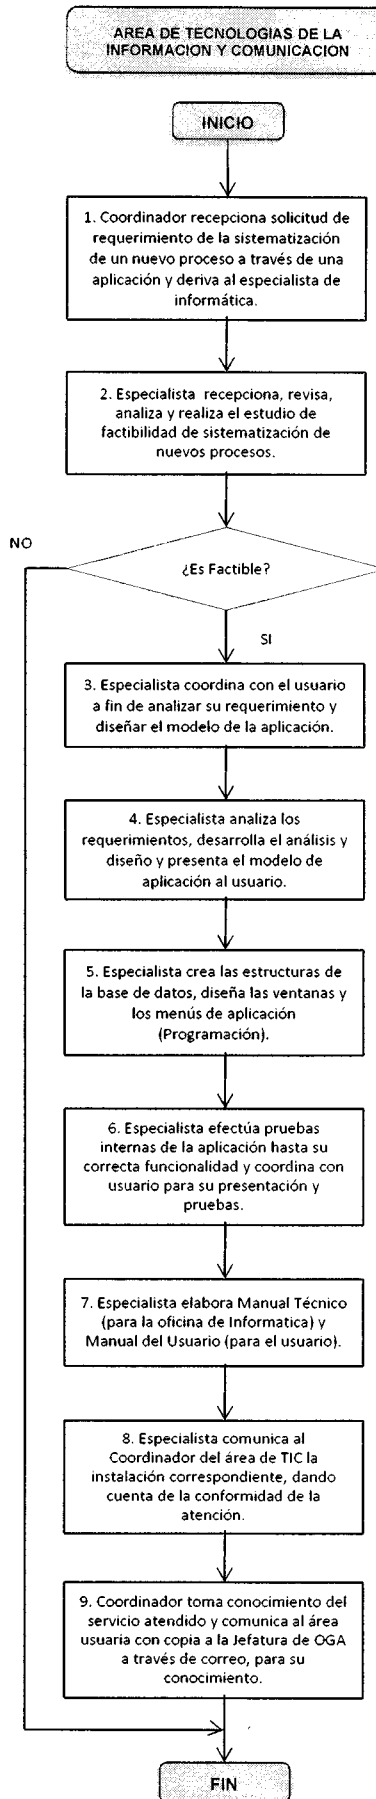 AREA DE TECNOLOGIAS DE LA
INFORMACION Y COMUNICACION
INICIO
1. Coordinador recepciona solicitud de
requerimiento de la sistematización
de un nuevo proceso a través de una
aplicación y deriva al especialista de
informática.
2. Especialista recepciona, revisa,
analiza y realiza el estudio de
factibilidad de sistematización de
nuevos procesos.
NO
¿Es Factible?
SI
3. Especialista coordina con el usuario
a fin de analizar su requerimiento y
diseñar el modelo de la aplicación.
4. Especialista analiza los
requerimientos, desarrolla el análisis y
diseño y presenta el modelo de
aplicación al usuario.
5. Especialista crea las estructuras de
la base de datos, diseña las ventanas y
los menús de aplicación
(Programación).
6. Especialista efectúa pruebas
internas de la aplicación hasta su
correcta funcionalidad y coordina con
usuario para su presentación y
pruebas.
7. Especialista elabora Manual Técnico
(para la oficina de Informatica) y
Manual del Usuario (para el usuario).
8. Especialista comunica al
Coordinador del área de TIC la
instalación correspondiente, dando
cuenta de la conformidad de la
atención.
9. Coordinador toma conocimiento del
servicio atendido y comunica al área
usuaria con copia a la Jefatura de OGA
a través de correo, para su
conocimiento.
FIN